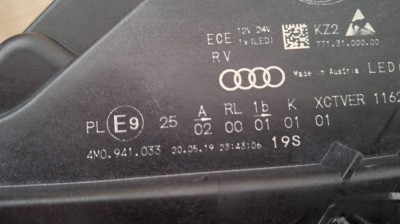 ECE 12V 24V KZ2
1x(LED) 771.31.000.00
RV
Made in Austria LED
PL E9 25 A RL 1b K XCTVER 1162
02 00 01 01 01
4M0.941.033 20.05.19 23:43:06 19S